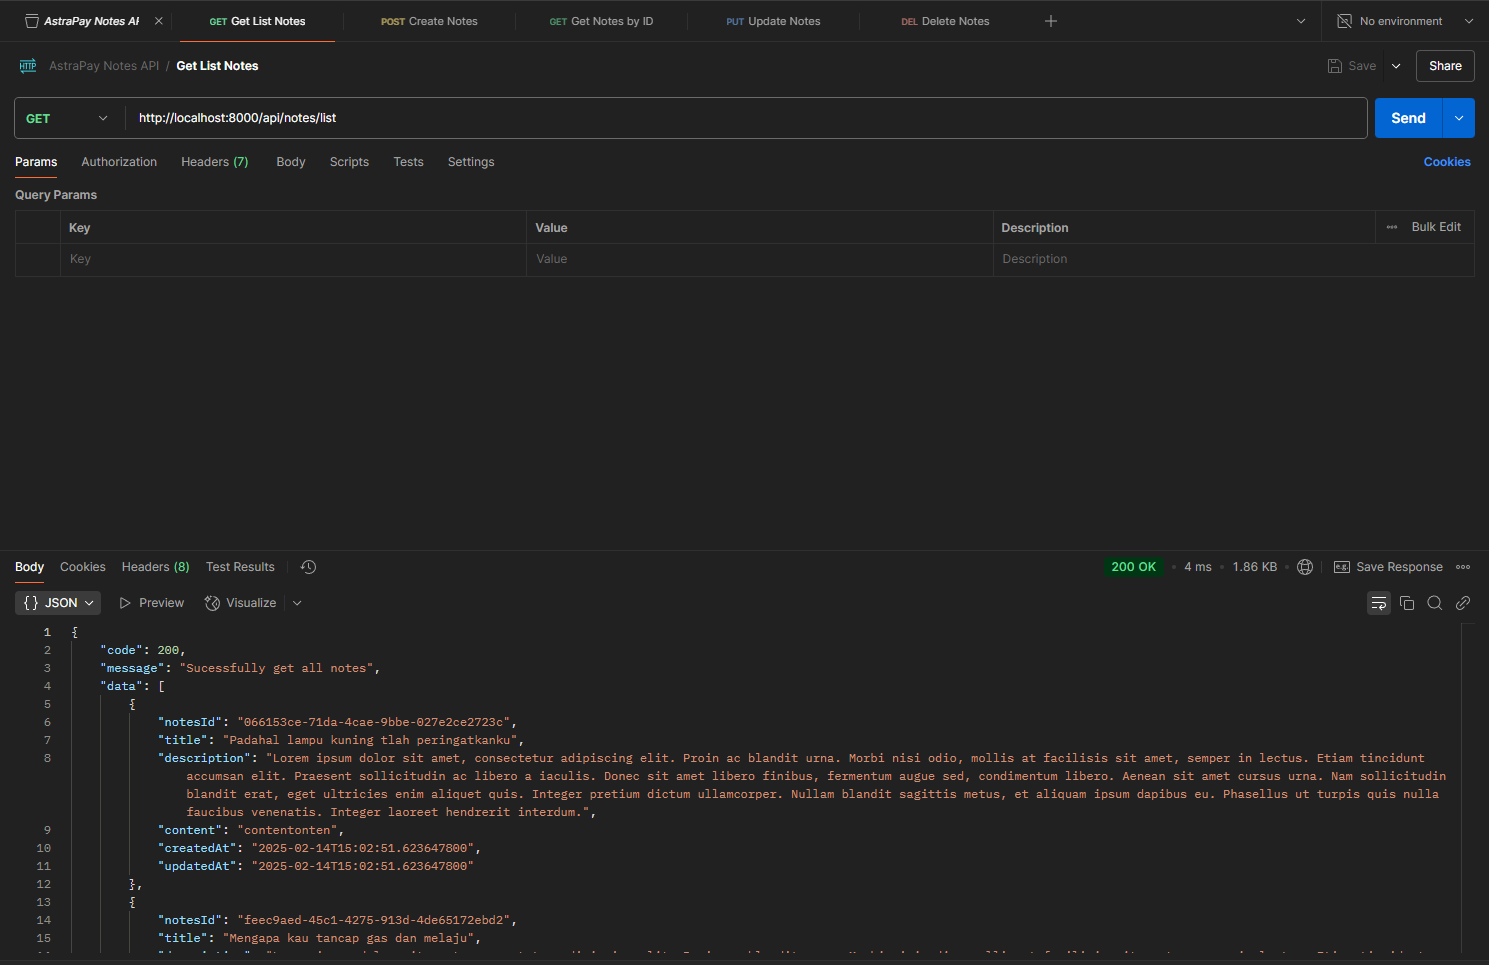 AstraPay Notes AP
GET Get List Notes
POST Create Notes
GET Get Notes by ID
PUT Update Notes
DEL Delete Notes
No environment
HTTP AstraPay Notes API / Get List Notes
Save
Share
GET
http://localhost:8000/api/notes/list
Send
Params
Authorization
Headers (7)
Body
Scripts
Tests
Settings
Cookies
Query Params
Key
Value
Description
Bulk Edit
Key
Value
Description
Body
Cookies
Headers (8)
Test Results
200 OK
4 ms
1.86 KB
e.g.
Save Response
{} JSON
Preview
Visualize
1 {
2 "code": 200,
3 "message": "Sucessfully get all notes",
4 "data": [
5 {
6 "notesId": "066153ce-71da-4cae-9bbe-027e2ce2723c",
7 "title": "Padahal lampu kuning tlah peringatkanku",
8 "description": "Lorem ipsum dolor sit amet, consectetur adipiscing elit. Proin ac blandit urna. Morbi nisi odio, mollis at facilisis sit amet, semper in lectus. Etiam tincidunt
accumsan elit. Praesent sollicitudin ac libero a iaculis. Donec sit amet libero finibus, fermentum augue sed, condimentum libero. Aenean sit amet cursus urna. Nam sollicitudin
blandit erat, eget ultricies enim aliquet quis. Integer pretium dictum ullamcorper. Nullam blandit sagittis metus, et aliquam ipsum dapibus eu. Phasellus ut turpis quis nulla
faucibus venenatis. Integer laoreet hendrerit interdum.",
9 "content": "contentonten",
10 "createdAt": "2025-02-14T15:02:51.623647800",
11 "updatedAt": "2025-02-14T15:02:51.623647800"
12 },
13 {
14 "notesId": "feec9aed-45c1-4275-913d-4de65172ebd2",
15 "title": "Mengapa kau tancap gas dan melaju",